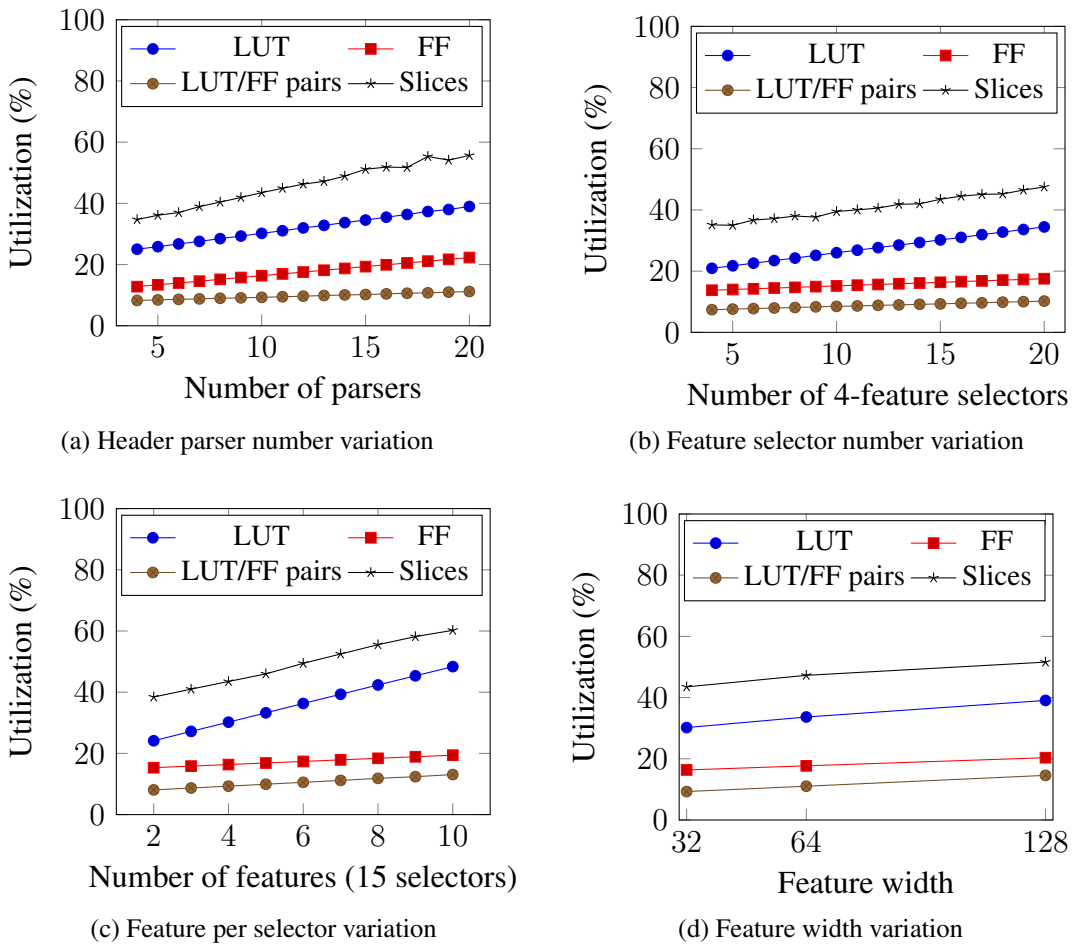 100
80
60
40
20
0
Utilization (%)
LUT
FF
LUT/FF pairs
Slices
5
10
15
20
Number of parsers
(a) Header parser number variation
100
80
60
40
20
0
Utilization (%)
LUT
FF
LUT/FF pairs
Slices
5
10
15
20
Number of 4-feature selectors
(b) Feature selector number variation
100
80
60
40
20
0
Utilization (%)
LUT
FF
LUT/FF pairs
Slices
2
4
6
8
10
Number of features (15 selectors)
(c) Feature per selector variation
100
80
60
40
20
0
Utilization (%)
LUT
FF
LUT/FF pairs
Slices
32
64
128
Feature width
(d) Feature width variation